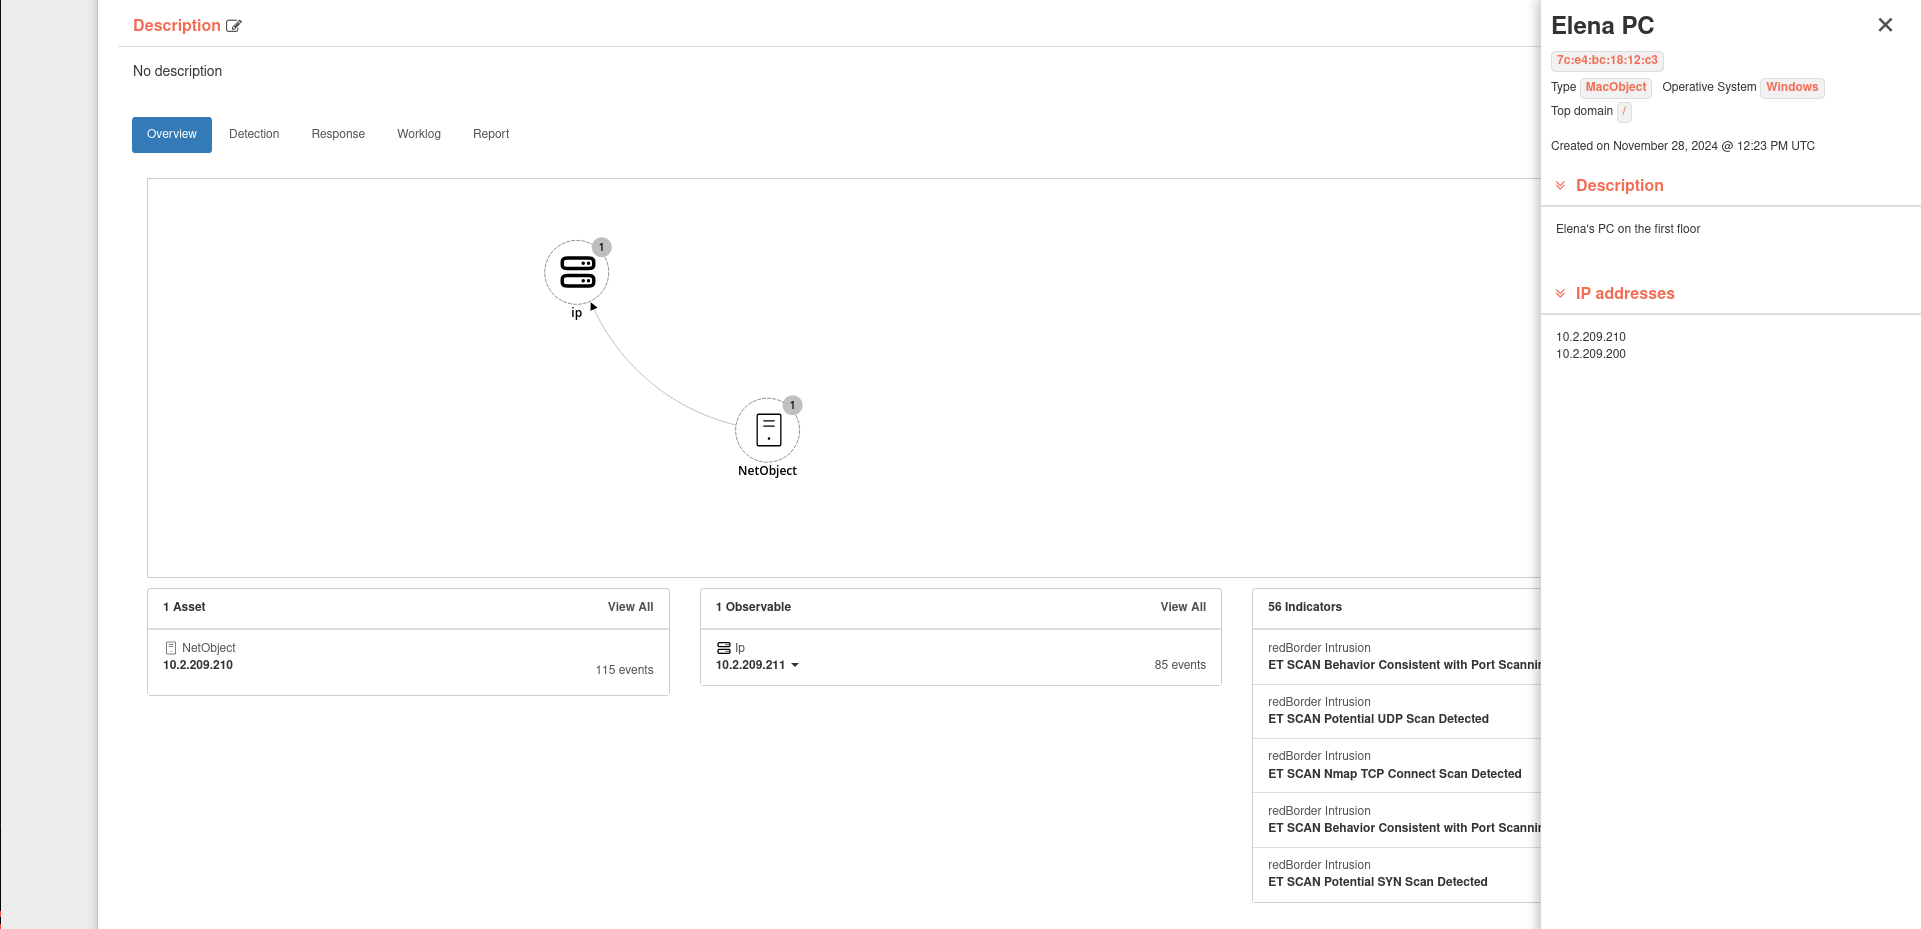 Description
No description
Overview Detection Response Worklog Report
1
ip
1
NetObject
1 Asset View All
NetObject
10.2.209.210
115 events
1 Observable View All
Ip
10.2.209.211
85 events
56 Indicators
redBorder Intrusion
ET SCAN Behavior Consistent with Port Scannin
redBorder Intrusion
ET SCAN Potential UDP Scan Detected
redBorder Intrusion
ET SCAN Nmap TCP Connect Scan Detected
redBorder Intrusion
ET SCAN Behavior Consistent with Port Scannin
redBorder Intrusion
ET SCAN Potential SYN Scan Detected
Elena PC
7c:e4:bc:18:12:c3
Type MacObject Operative System Windows
Top domain /
Created on November 28, 2024 @ 12:23 PM UTC
Description
Elena's PC on the first floor
IP addresses
10.2.209.210
10.2.209.200